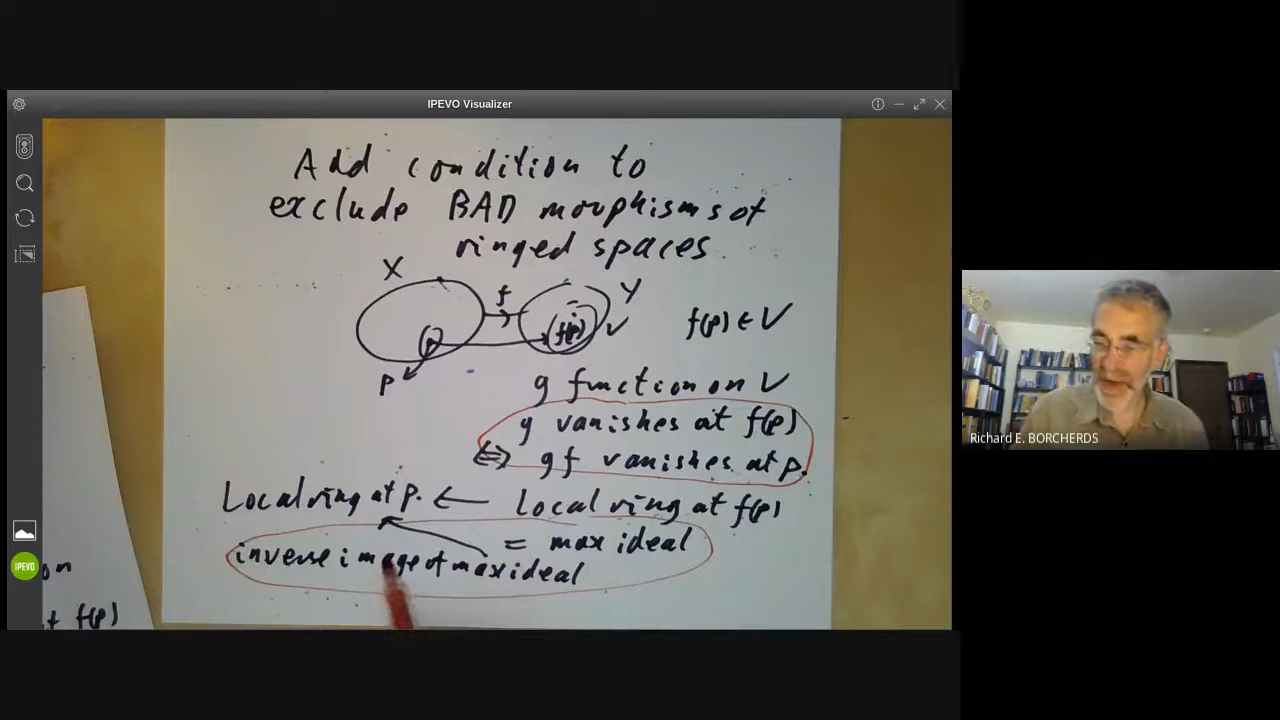 IPEVO Visualizer
Add condition to
exclude BAD morphisms of
ringed spaces.
X
f
Y
p
f(p)
V
f(p) ∈ V
p
g function on V
g vanishes at f(p)
⇔ gf vanishes at p.
Local ring at p. ← Local ring at f(p)
= max ideal
inverse image of max ideal
on
f(p)
IPEVO
Richard E. BORCHERDS